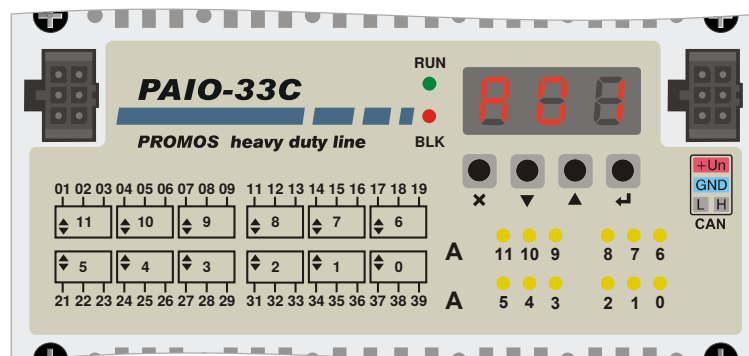 RUN
PAIO-33C
A01
PROMOS heavy duty line
BLK
+Un
GND
L H
CAN
01 02 03 04 05 06 07 08 09 11 12 13 14 15 16 17 18 19
11 10 9 8 7 6
5 4 3 2 1 0
21 22 23 24 25 26 27 28 29 31 32 33 34 35 36 37 38 39
A 11 10 9 8 7 6
A 5 4 3 2 1 0